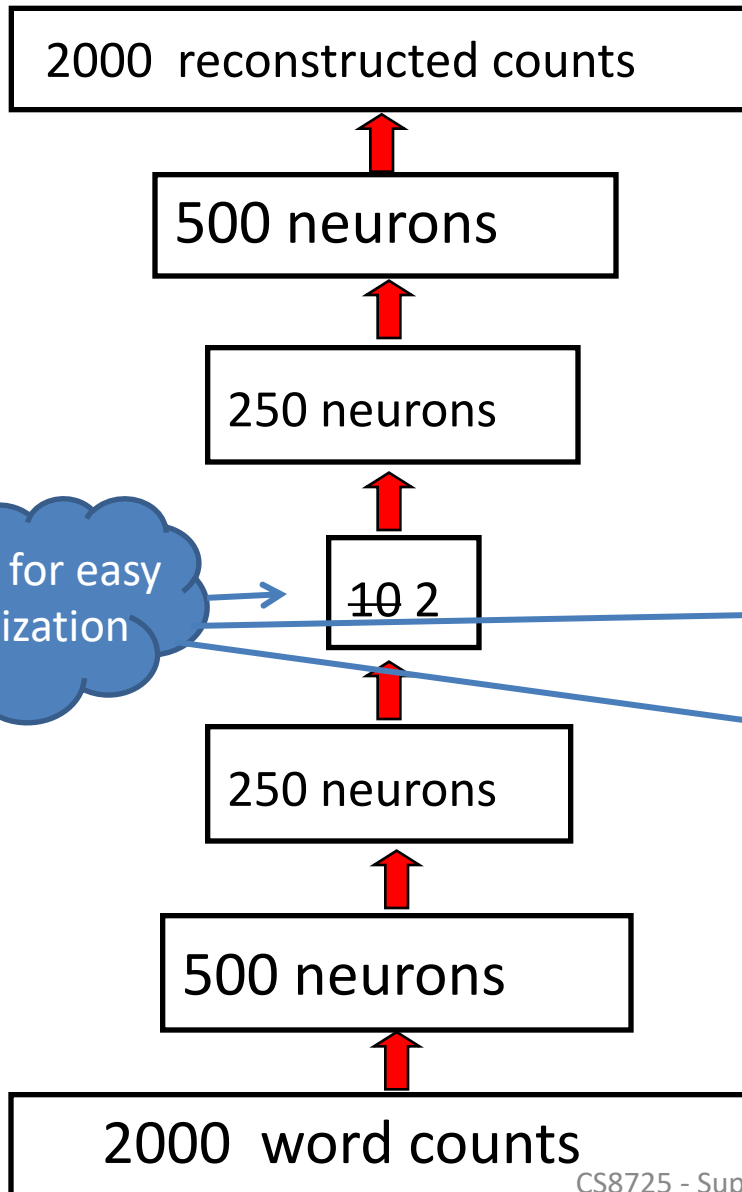 2000 reconstructed counts
500 neurons
250 neurons
for easy
ization
10 2
250 neurons
500 neurons
2000 word counts
CS8725 - Sup